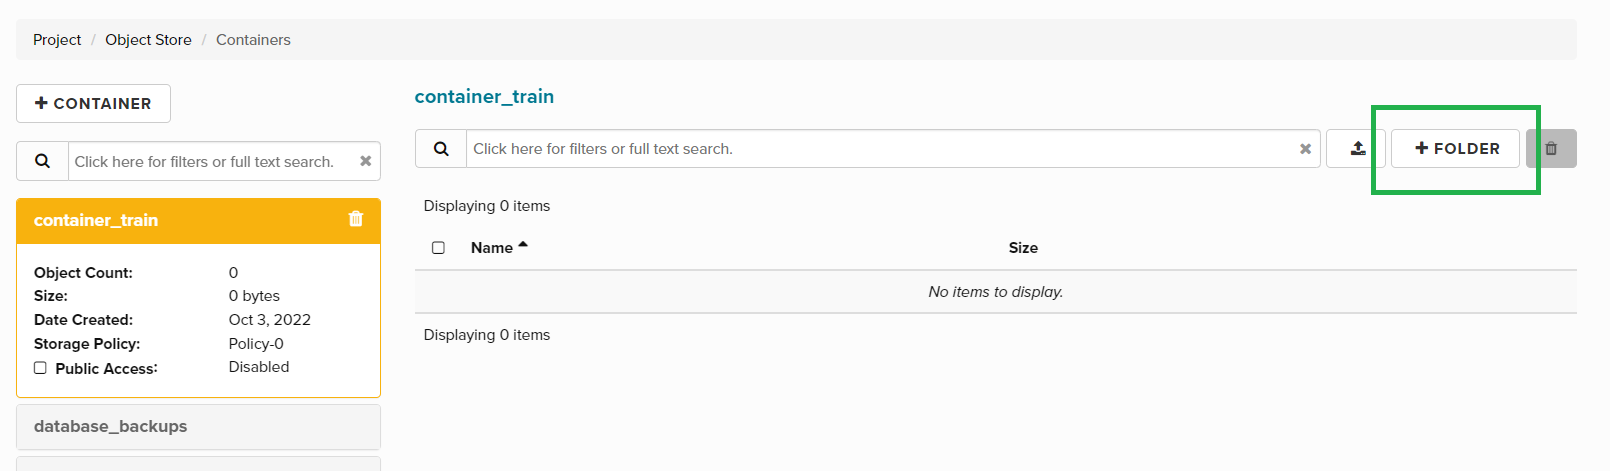 Project / Object Store / Containers
+ CONTAINER
Click here for filters or full text search.
container_train
Object Count: 0
Size: 0 bytes
Date Created: Oct 3, 2022
Storage Policy: Policy-0
Public Access: Disabled
database_backups
container_train
Click here for filters or full text search.
+ FOLDER
Displaying 0 items
Name Size
No items to display.
Displaying 0 items